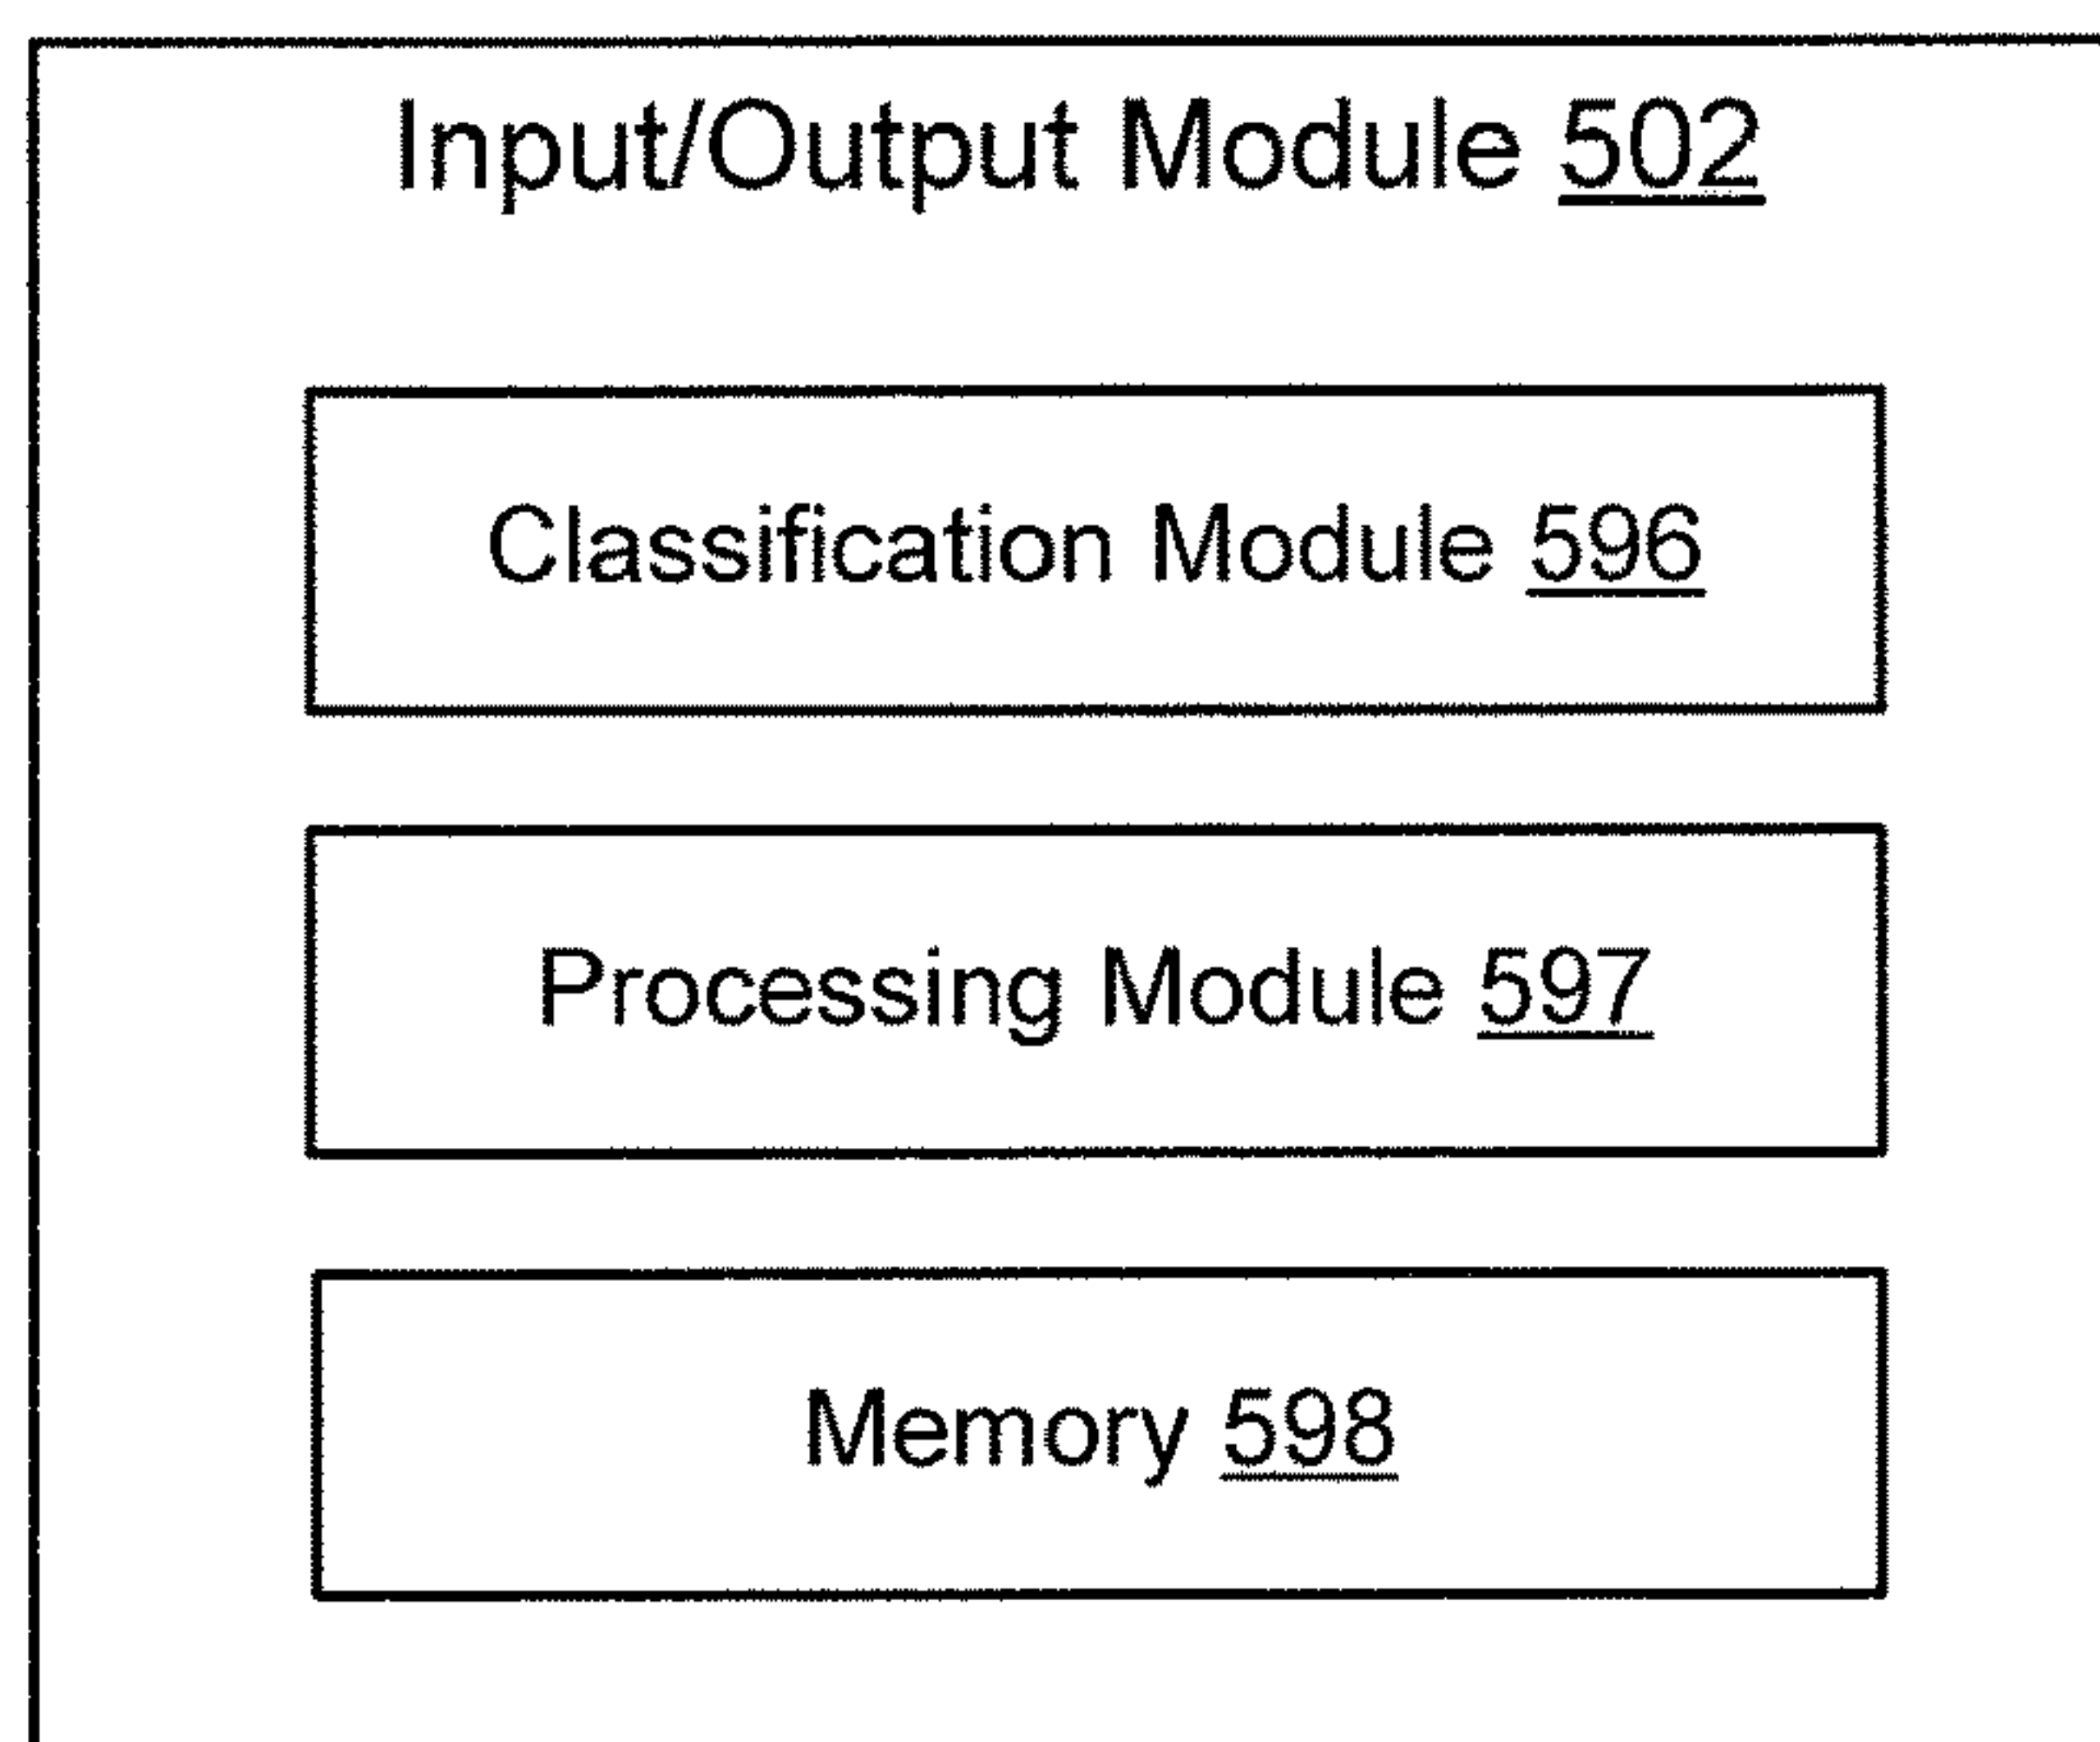 Input/Output Module 502
Classification Module 596
Processing Module 597
Memory 598